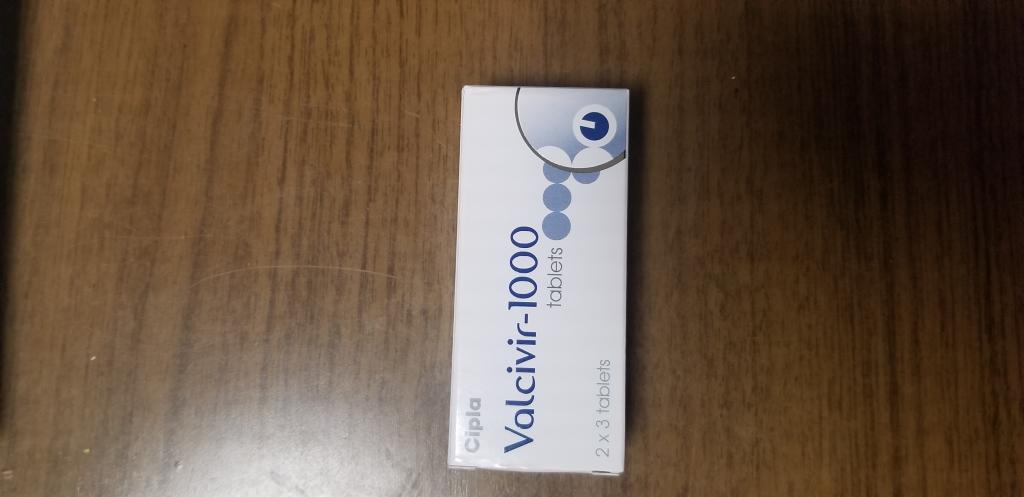 Cipla
Valcivir-1000
tablets
2 x 3 tablets